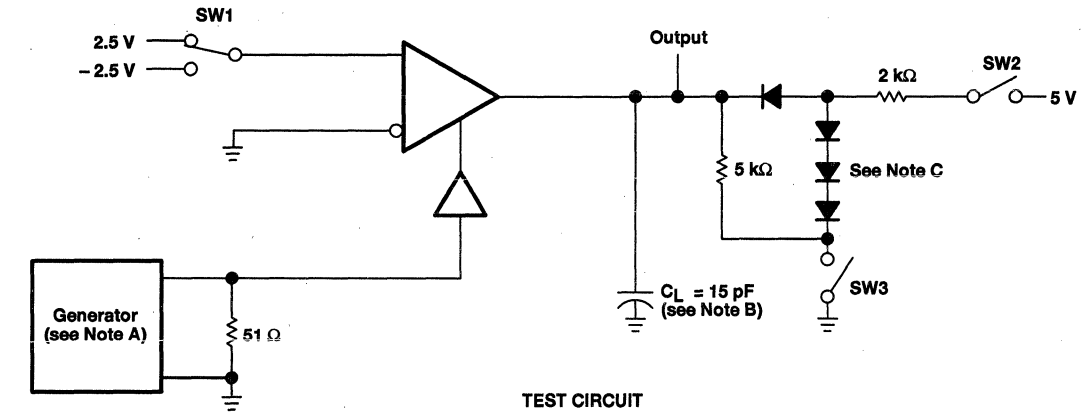 SW1
2.5 V
– 2.5 V
Output
2 kΩ
SW2
5 V
5 kΩ
See Note C
SW3
CL = 15 pF
(see Note B)
Generator
(see Note A)
51 Ω
TEST CIRCUIT